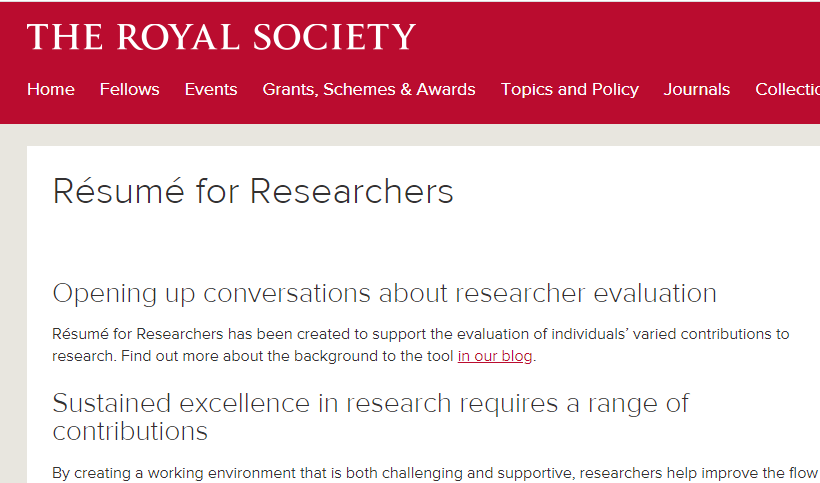 THE ROYAL SOCIETY
Home Fellows Events Grants, Schemes & Awards Topics and Policy Journals Collectio
Résumé for Researchers
Opening up conversations about researcher evaluation
Résumé for Researchers has been created to support the evaluation of individuals’ varied contributions to
research. Find out more about the background to the tool in our blog.
Sustained excellence in research requires a range of
contributions
By creating a working environment that is both challenging and supportive, researchers help improve the flow